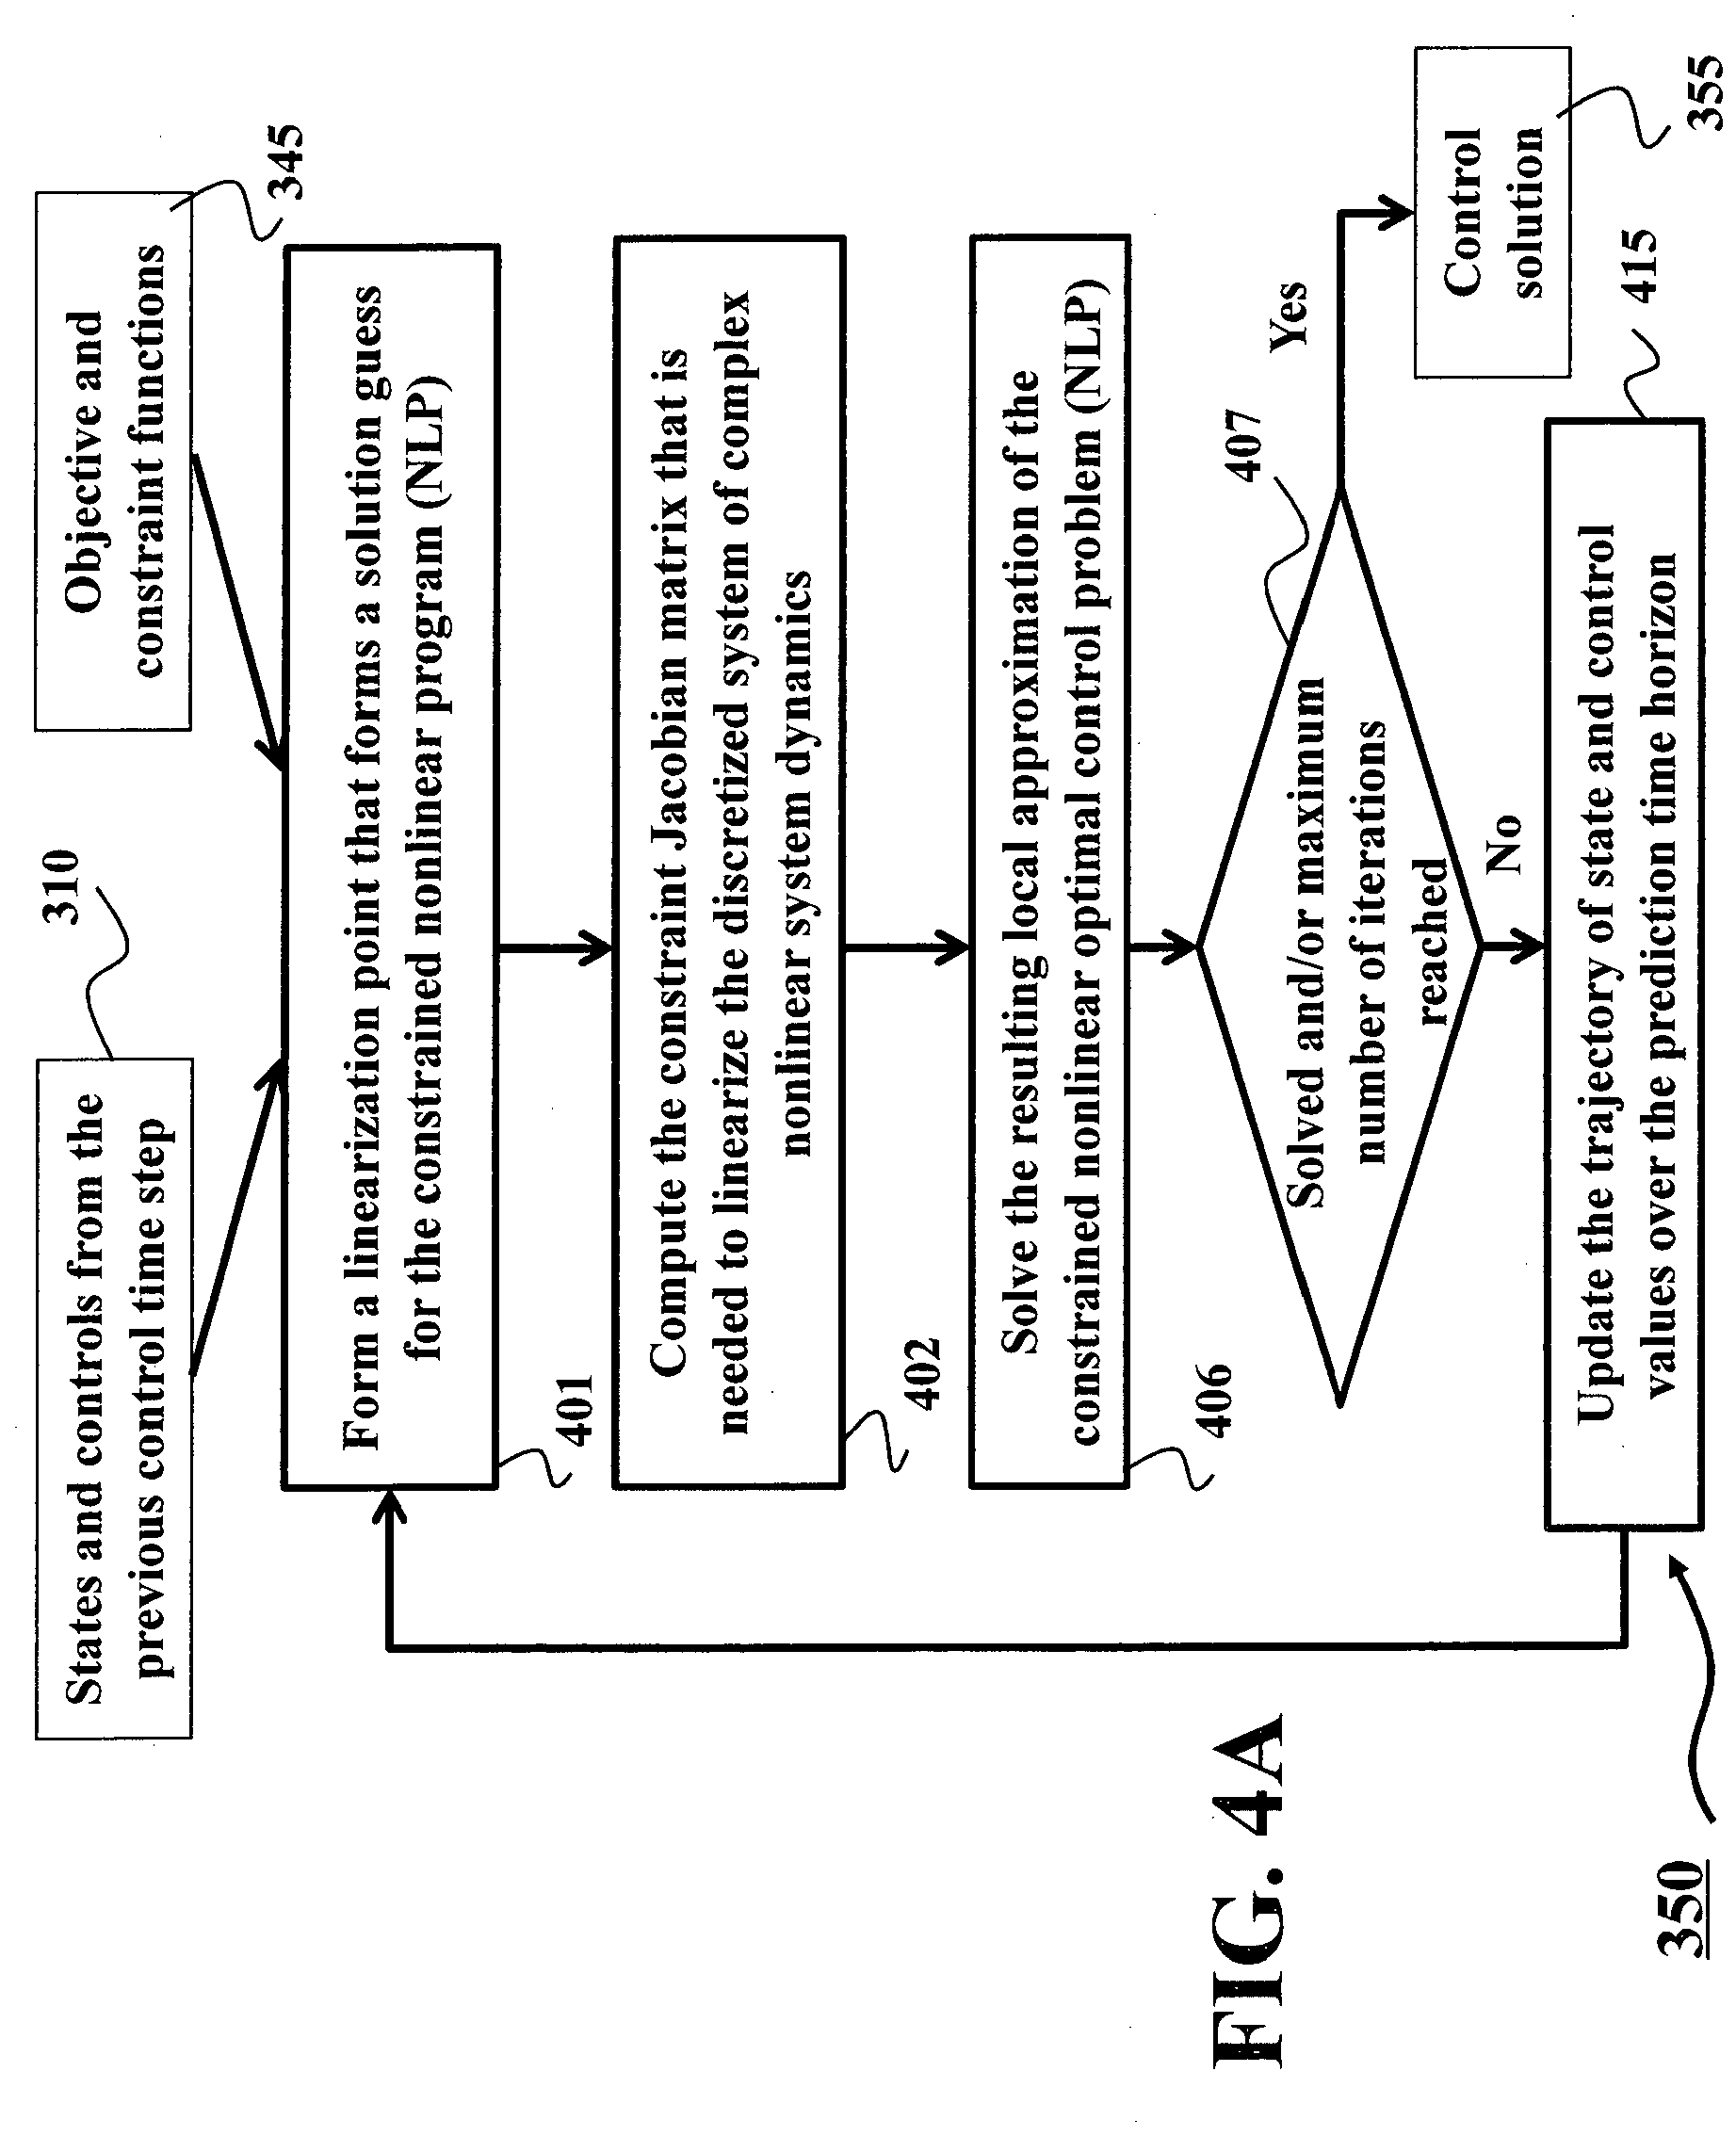 310
States and controls from the
previous control time step
345
Objective and
constraint functions
Form a linearization point that forms a solution guess
for the constrained nonlinear program (NLP)
401
Compute the constraint Jacobian matrix that is
needed to linearize the discretized system of complex
nonlinear system dynamics
402
Solve the resulting local approximation of the
constrained nonlinear optimal control problem (NLP)
406
407
Solved and/or maximum
number of iterations
reached
Yes
Control
solution
355
No
415
Update the trajectory of state and control
values over the prediction time horizon
FIG. 4A
350